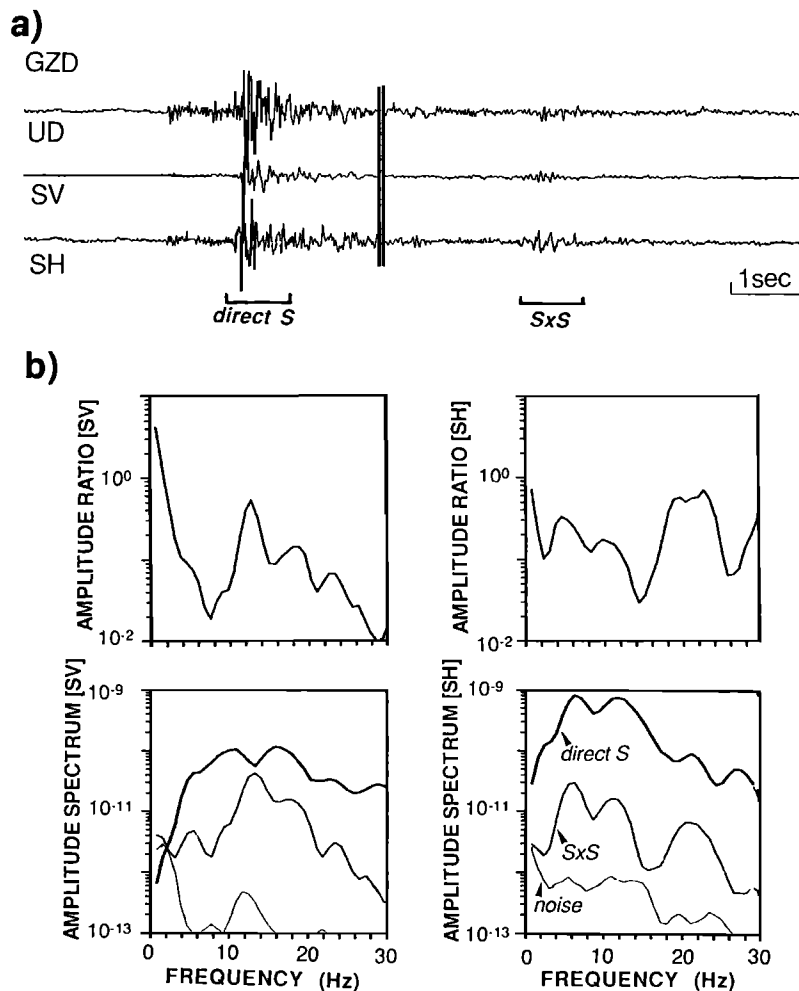 a)
GZD
UD
SV
SH
1sec
direct S
SxS
b)
AMPLITUDE RATIO [SV]
10⁰
10⁻²
AMPLITUDE RATIO [SH]
10⁰
10⁻²
AMPLITUDE SPECTRUM [SV]
10⁻⁹
10⁻¹¹
10⁻¹³
0 10 20 30
FREQUENCY (Hz)
AMPLITUDE SPECTRUM [SH]
10⁻⁹
10⁻¹¹
10⁻¹³
direct S
SxS
noise
0 10 20 30
FREQUENCY (Hz)